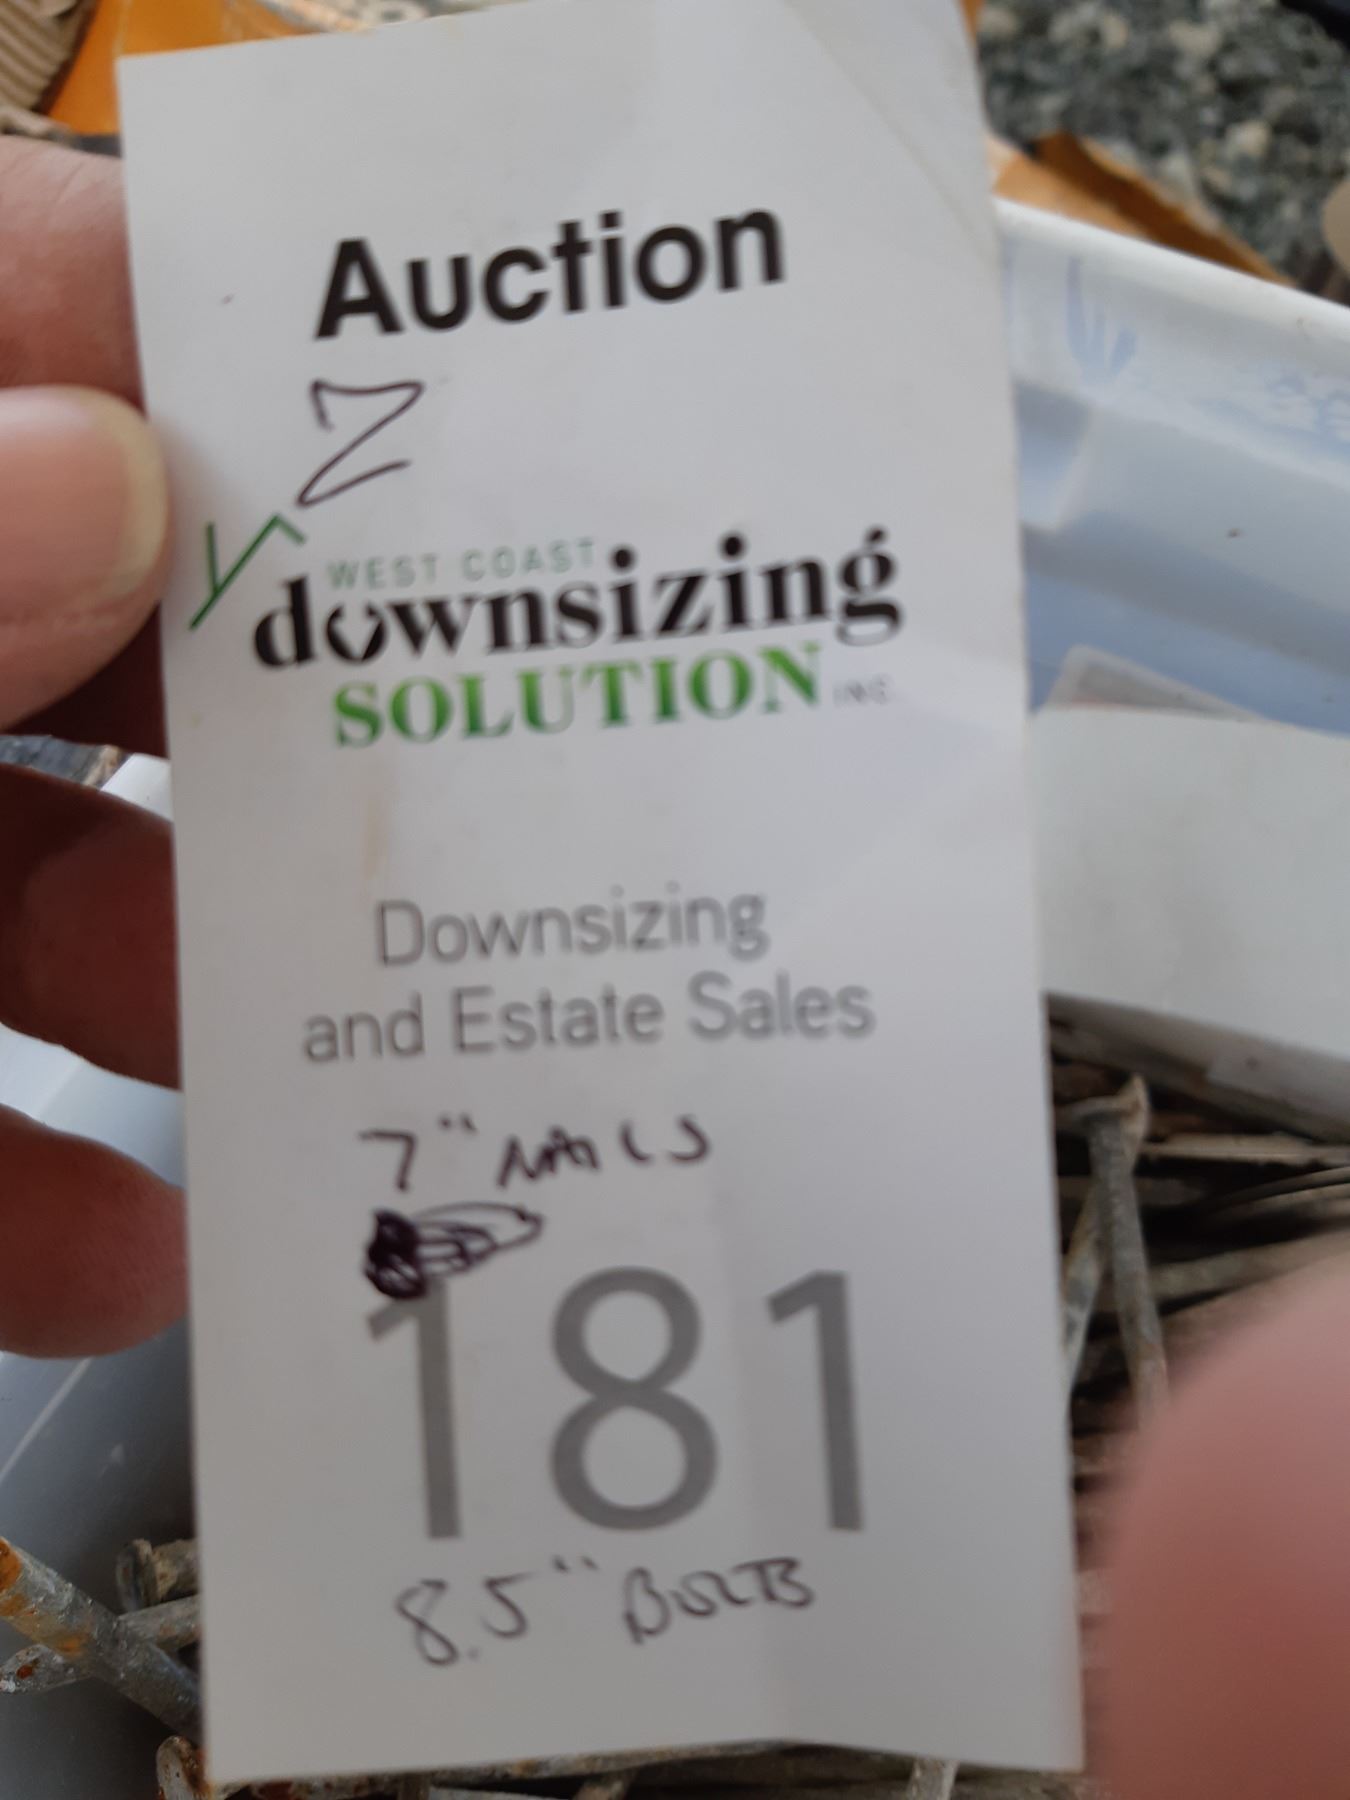 Auction
Z
WEST COAST
downsizing
SOLUTION INC
Downsizing
and Estate Sales
7" NAILS
181
8.5" BOLTS